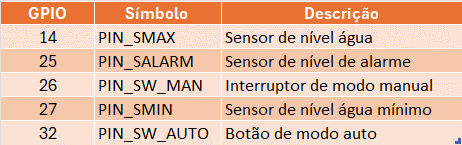 GPIO Símbolo Descrição
14 PIN_SMAX Sensor de nível água
25 PIN_SALARM Sensor de nível de alarme
26 PIN_SW_MAN Interruptor de modo manual
27 PIN_SMIN Sensor de nível água mínimo
32 PIN_SW_AUTO Botão de modo auto